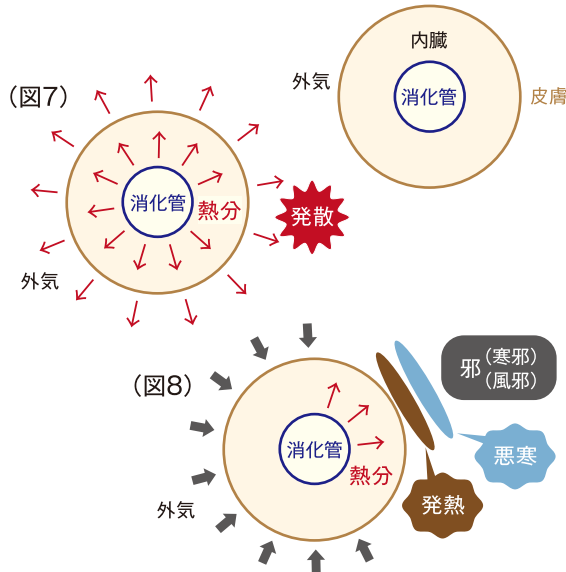 内臓
外気
消化管
皮膚
（図7）
消化管
熱分
発散
外気
（図8）
邪（寒邪）
（風邪）
消化管
熱分
悪寒
発熱
外気